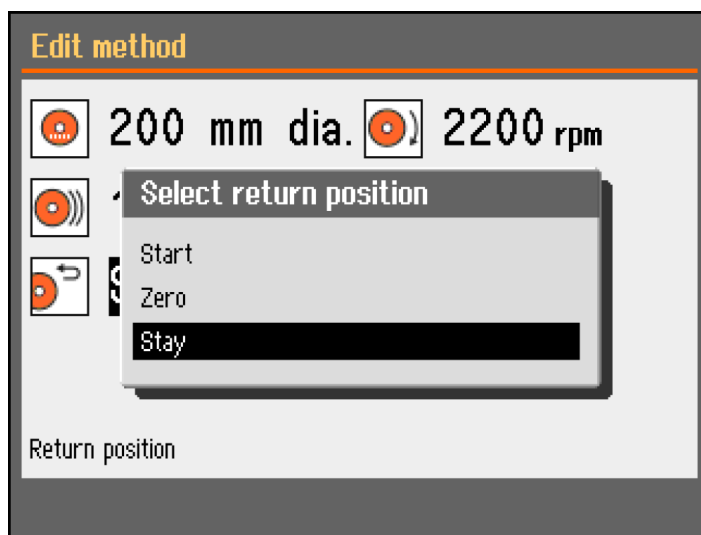 Edit method
200 mm dia. 2200 rpm
Select return position
Start
Zero
Stay
Return position